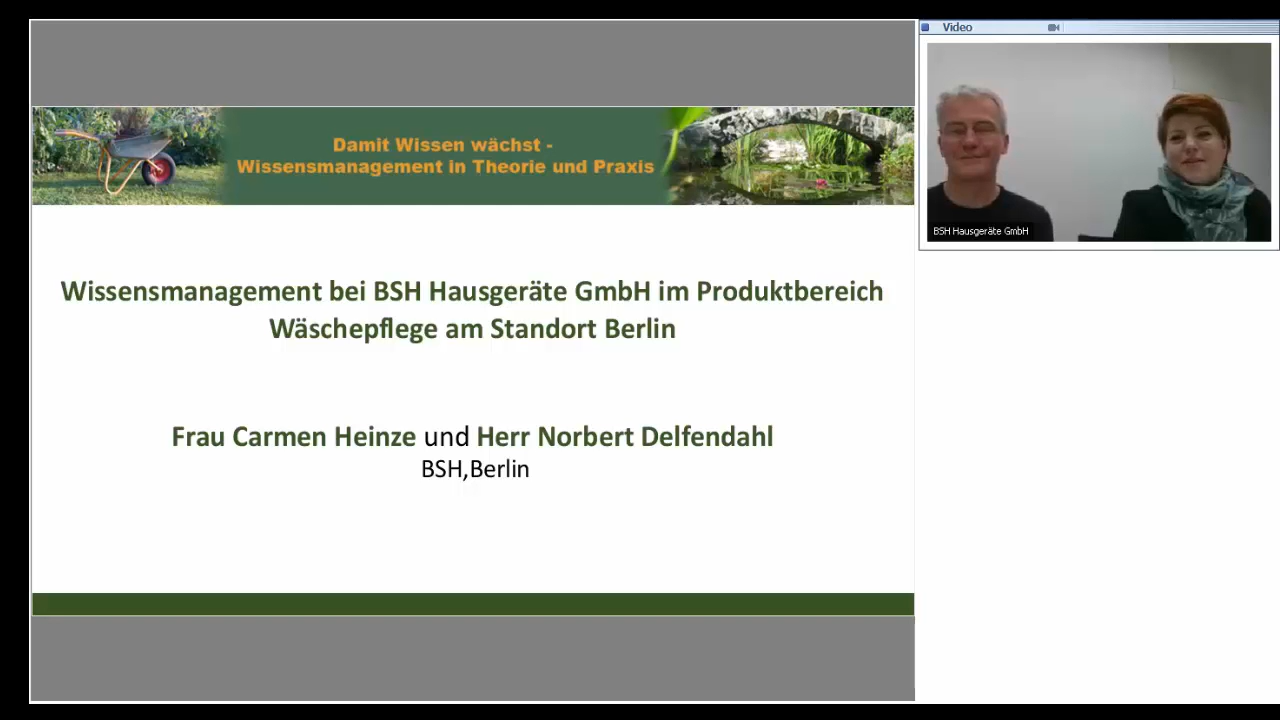 Video
Damit Wissen wächst -
Wissensmanagement in Theorie und Praxis
BSH Hausgeräte GmbH
Wissensmanagement bei BSH Hausgeräte GmbH im Produktbereich
Wäschepflege am Standort Berlin
Frau Carmen Heinze und Herr Norbert Delfendahl
BSH,Berlin